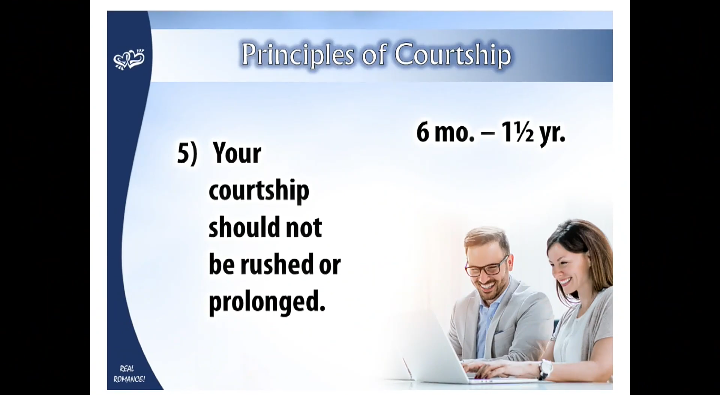 Principles of Courtship
6 mo. – 1½ yr.
5) Your
courtship
should not
be rushed or
prolonged.
REAL
ROMANCE!